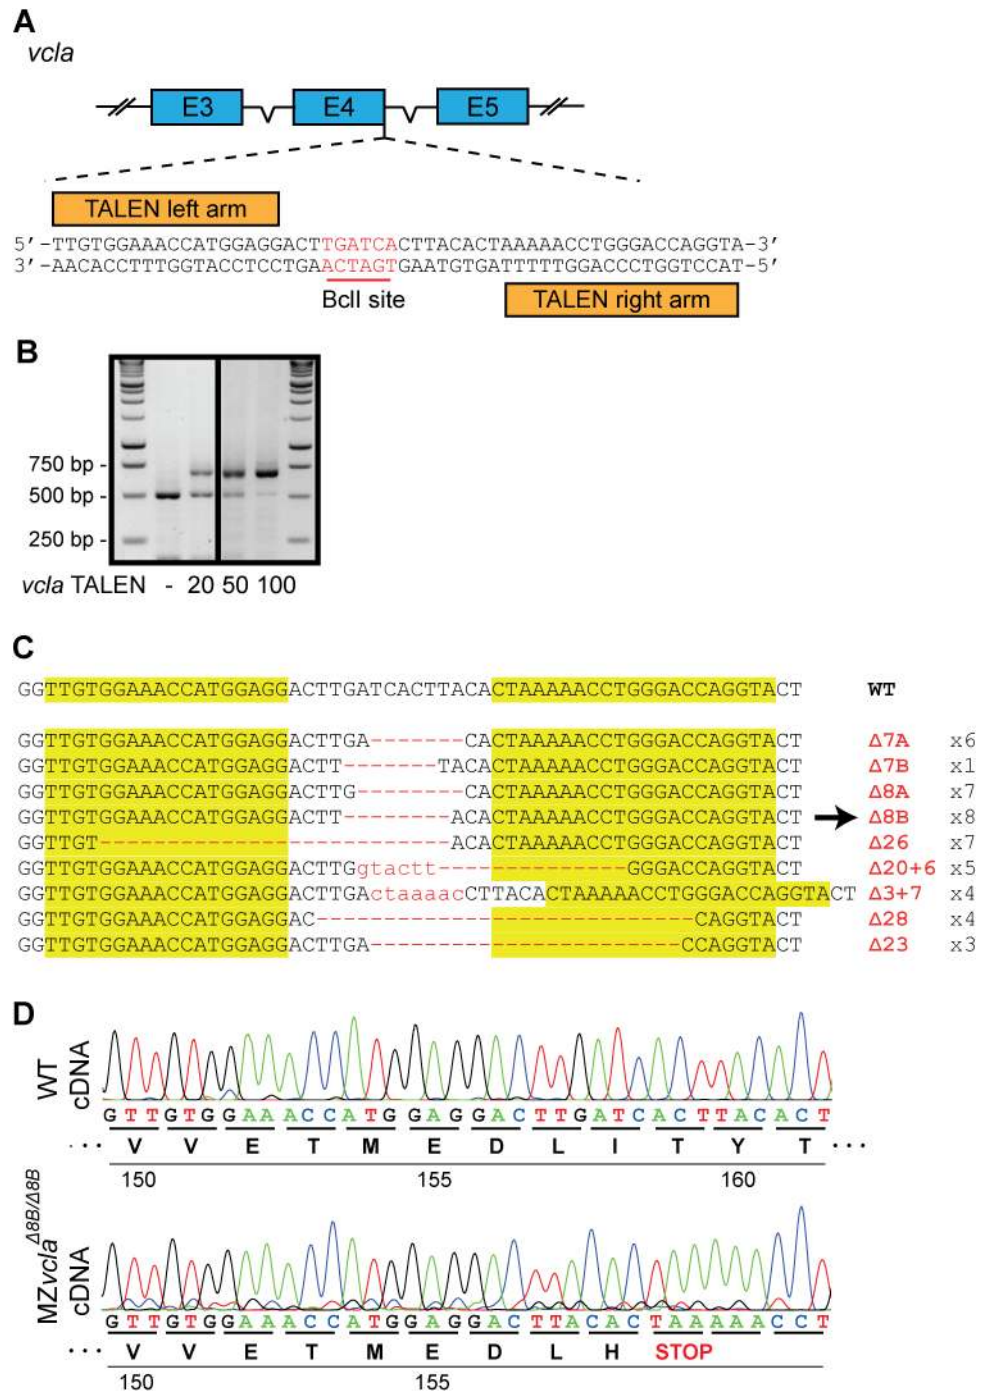 A
vcla
E3 E4 E5
TALEN left arm
5’-TTGTGGAAACCATGGAGGACTTGATCACTTACACTAAAAACCTGGGACCAGGTA-3’
3’-AACACCTTTGGTACCTCCTGAACTAGTGAATGTGATTTTTGGACCCTGGTCCAT-5’
BclI site
TALEN right arm
B
750 bp -
500 bp -
250 bp -
vcla TALEN - 20 50 100
C
GGTTGTGGAAACCATGGAGGACTTGATCACTTACACTAAAAACCTGGGACCAGGTACT WT
GGTTGTGGAAACCATGGAGGACTTGA-------CACTAAAAACCTGGGACCAGGTACT Δ7A x6
GGTTGTGGAAACCATGGAGGACTT-------TACACTAAAAACCTGGGACCAGGTACT Δ7B x1
GGTTGTGGAAACCATGGAGGACTTG--------CACTAAAAACCTGGGACCAGGTACT Δ8A x7
GGTTGTGGAAACCATGGAGGACTT--------ACACTAAAAACCTGGGACCAGGTACT Δ8B x8
GGTTGT--------------------------ACACTAAAAACCTGGGACCAGGTACT Δ26 x7
GGTTGTGGAAACCATGGAGGACTTGgtactt--------------GGGACCAGGTACT Δ20+6 x5
GGTTGTGGAAACCATGGAGGACTTGActaaaacCTTACACTAAAAACCTGGGACCAGGTACT Δ3+7 x4
GGTTGTGGAAACCATGGAGGAC----------------------------CAGGTACT Δ28 x4
GGTTGTGGAAACCATGGAGGACTTGA-----------------------CCAGGTACT Δ23 x3
D
WT
cDNA
GTTGTGGAAACCATGGAGGACTTGATCACTTACACT
··· V V E T M E D L I T Y T ···
150 155 160
MZvcla Δ8B/Δ8B
cDNA
GTTGTGGAAACCATGGAGGACTTACACTAAAAACCT
··· V V E T M E D L H STOP
150 155